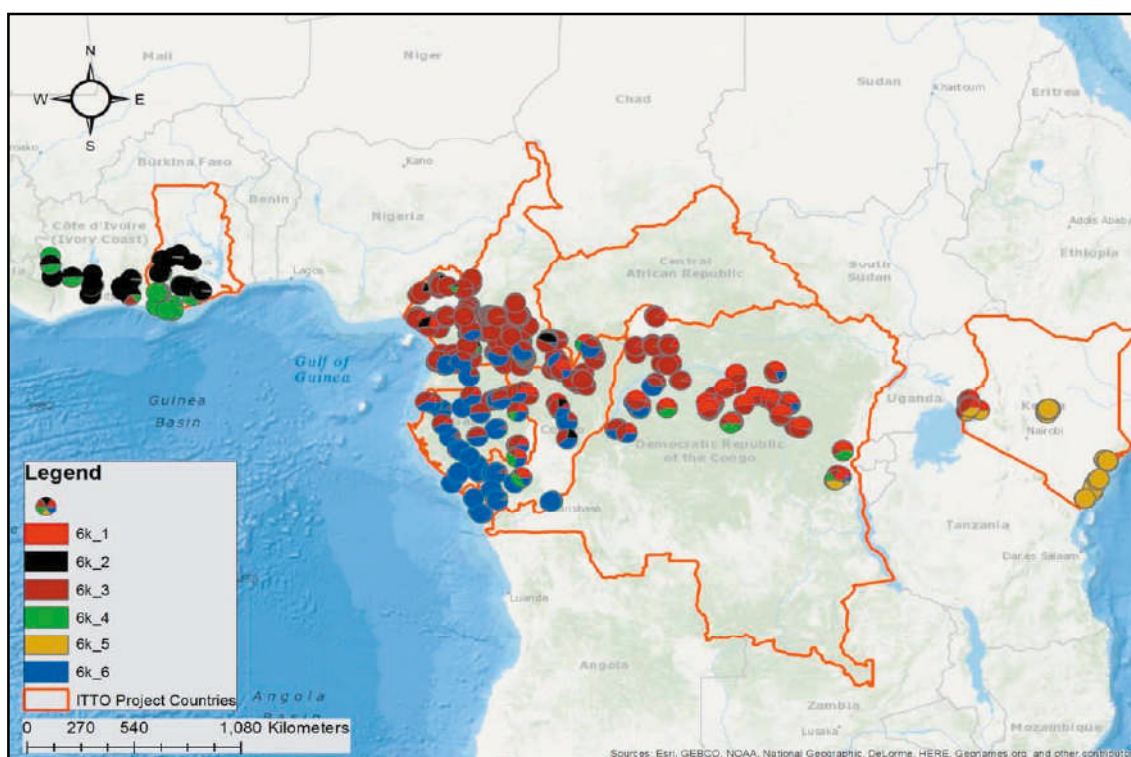 N
W E
S
Mali
Niger
Chad
Sudan
Khartoum
Eritrea
Burkina Faso
Kano
Benin
Nigeria
Côte d'Ivoire
(Ivory Coast)
Lagos
Addis Ababa
Ethiopia
Central
African Republic
South
Sudan
Gulf of
Guinea
Guinea
Basin
Uganda
Nairobi
Democratic Republic
of the Congo
Tanzania
Dar es Salaam
Luanda
Angola
Angola
Zambia
Lusaka
Mozambique
Legend
6k_1
6k_2
6k_3
6k_4
6k_5
6k_6
ITTO Project Countries
0 270 540 1,080 Kilometers
Sources: Esri, GEBCO, NOAA, National Geographic, DeLorme, HERE, Geonames.org, and other contributors